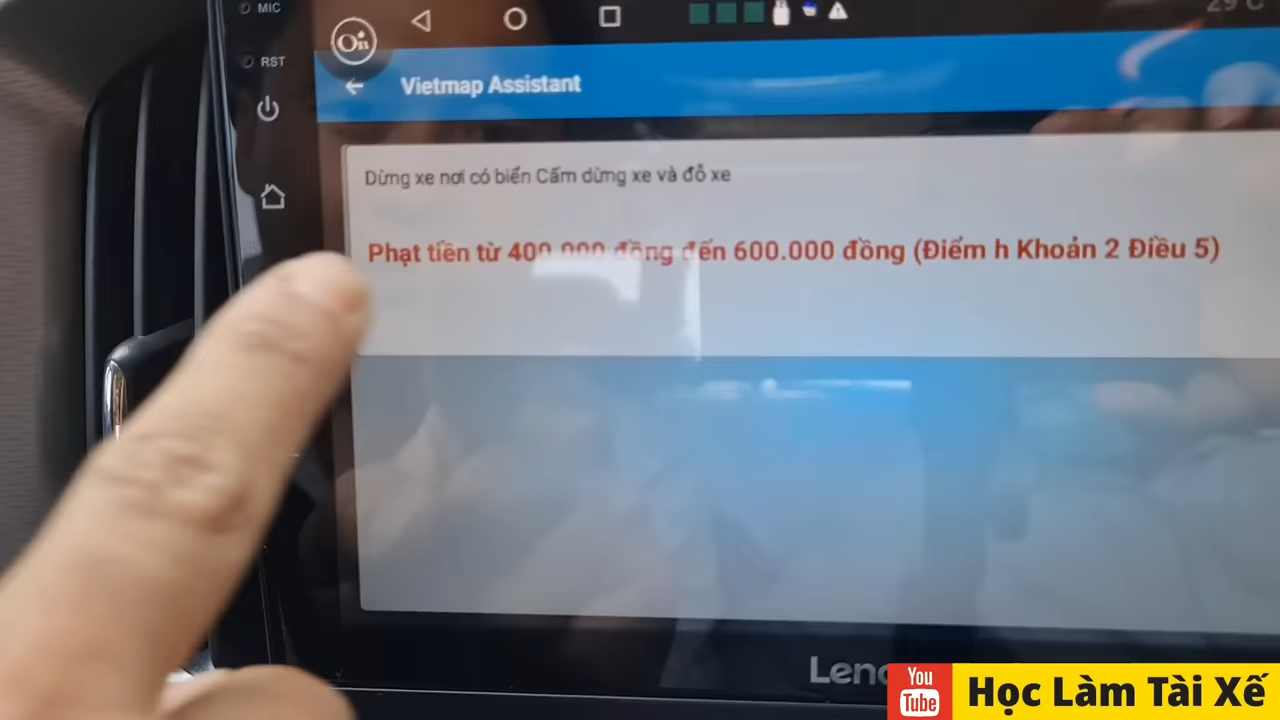 MIC
RST
Vietmap Assistant
Dừng xe nơi có biển Cấm dừng xe và đỗ xe
Phạt tiền từ 400.000 đồng đến 600.000 đồng (Điểm h Khoản 2 Điều 5)
You
Tube
Học Làm Tài Xế